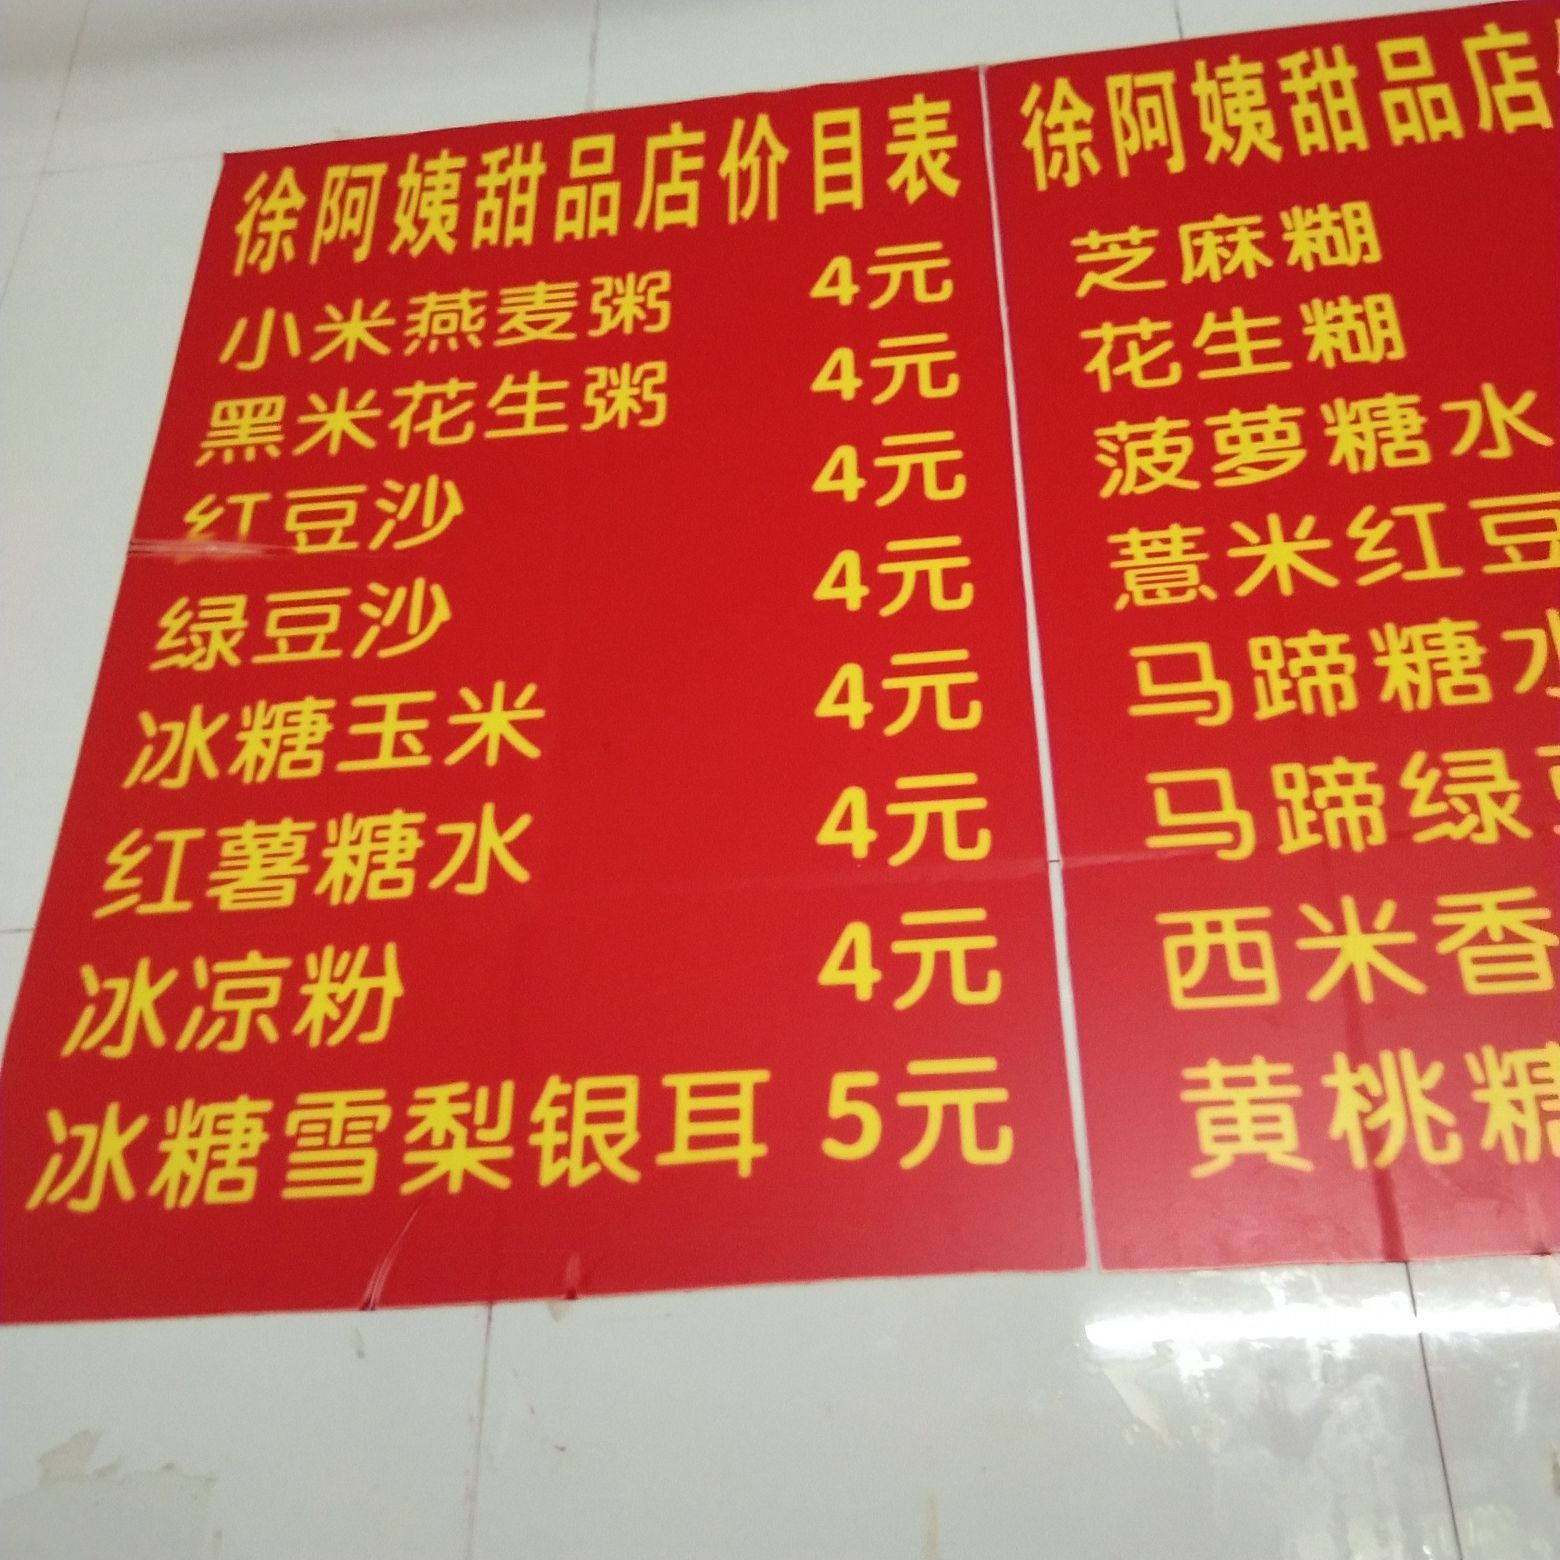 徐阿姨甜品店价目表
小米燕麦粥 4元
黑米花生粥 4元
红豆沙 4元
绿豆沙 4元
冰糖玉米 4元
红薯糖水 4元
冰凉粉 4元
冰糖雪梨银耳 5元
徐阿姨甜品店
芝麻糊
花生糊
菠萝糖水
薏米红豆
马蹄糖水
马蹄绿
西米香
黄桃糖